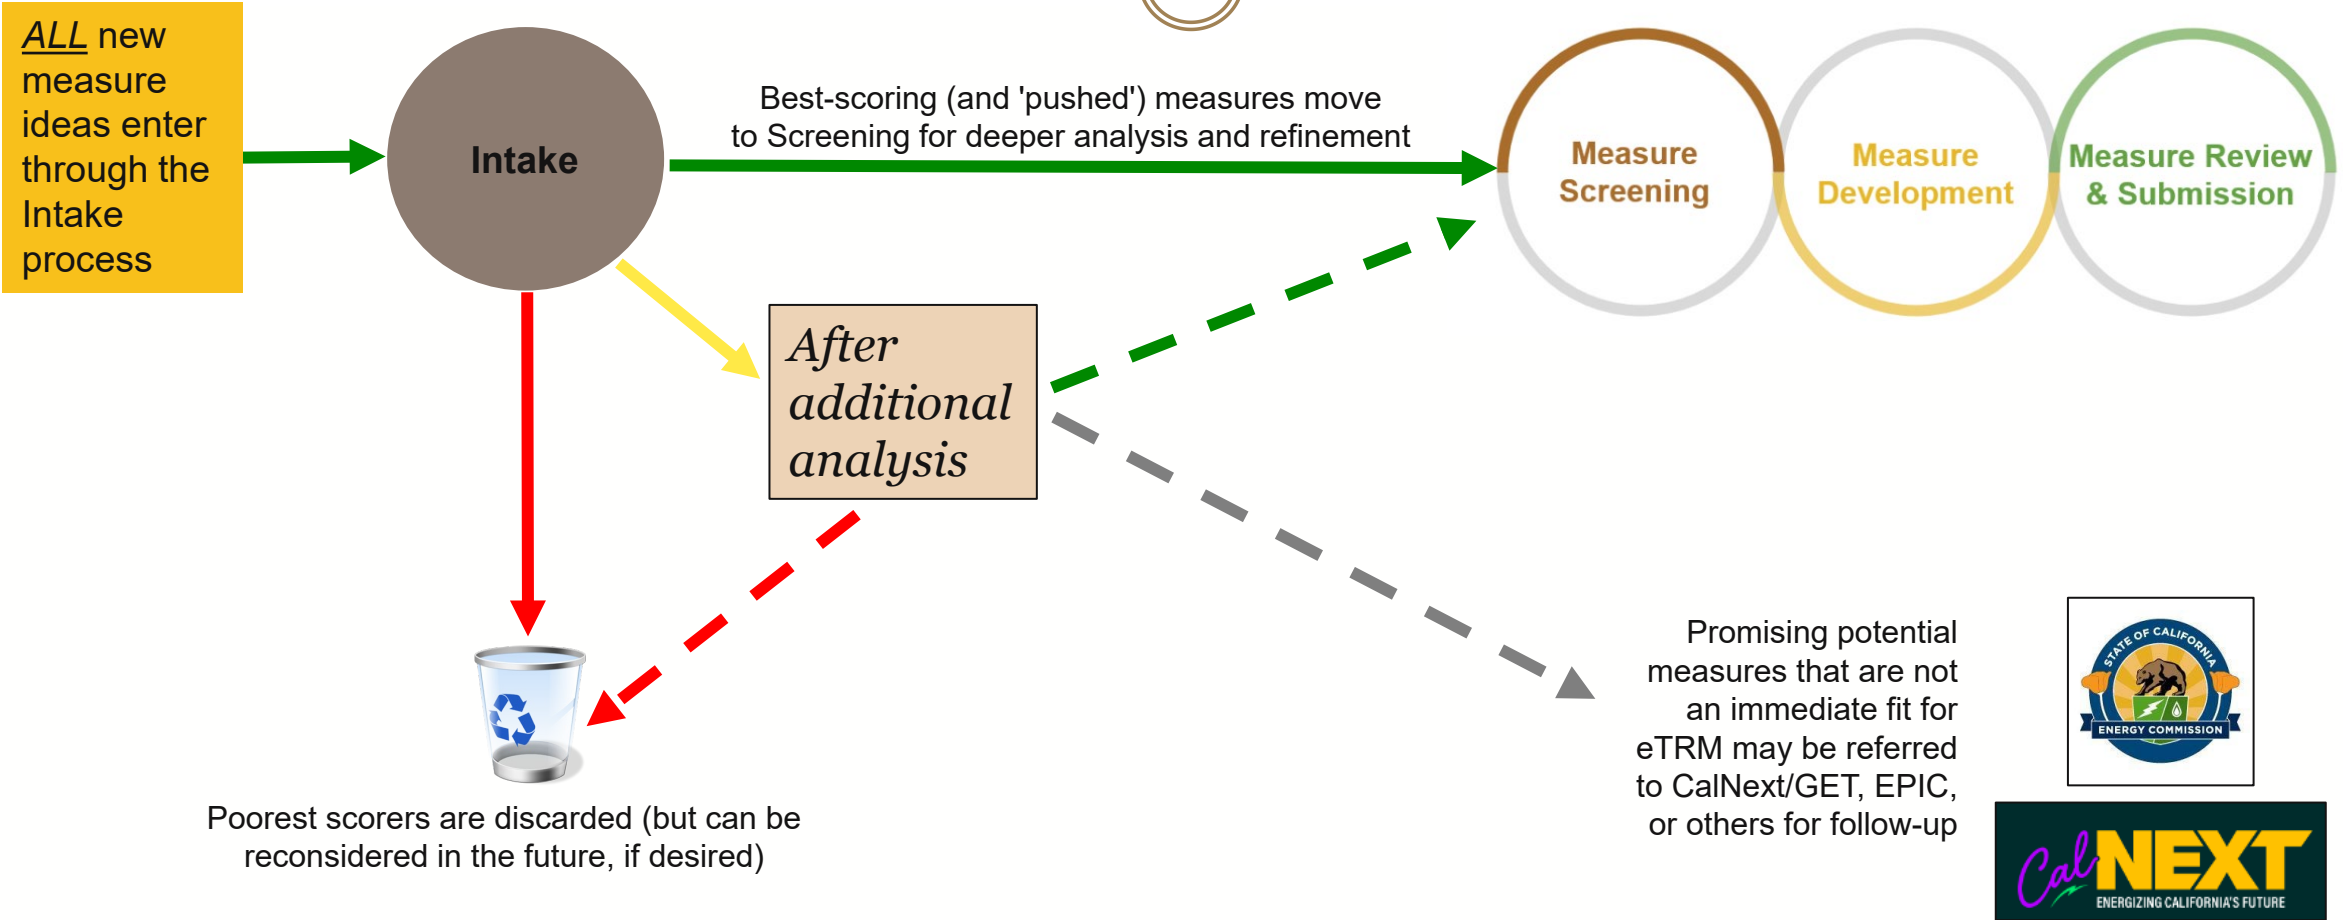 ALL new
measure
ideas enter
through the
Intake
process
Intake
Best-scoring (and 'pushed') measures move
to Screening for deeper analysis and refinement
Measure
Screening
Measure
Development
Measure Review
& Submission
After
additional
analysis
Poorest scorers are discarded (but can be
reconsidered in the future, if desired)
Promising potential
measures that are not
an immediate fit for
eTRM may be referred
to CalNext/GET, EPIC,
or others for follow-up
STATE OF CALIFORNIA
ENERGY COMMISSION
CalNEXT
ENERGIZING CALIFORNIA'S FUTURE